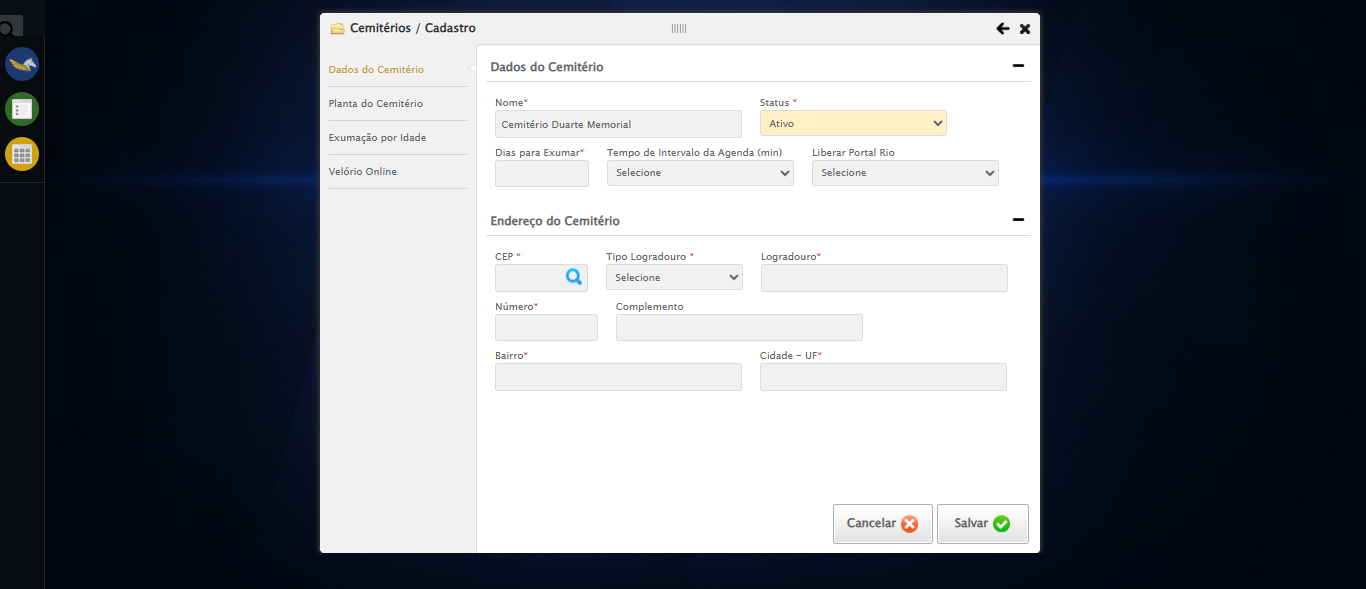 Cemitérios / Cadastro
Dados do Cemitério
Planta do Cemitério
Exumação por Idade
Velório Online
Dados do Cemitério
Nome* Status *
Cemitério Duarte Memorial Ativo
Dias para Exumar* Tempo de Intervalo da Agenda (min) Liberar Portal Rio
Selecione Selecione
Endereço do Cemitério
CEP * Tipo Logradouro * Logradouro*
Selecione
Número* Complemento
Bairro* Cidade - UF*
Cancelar Salvar